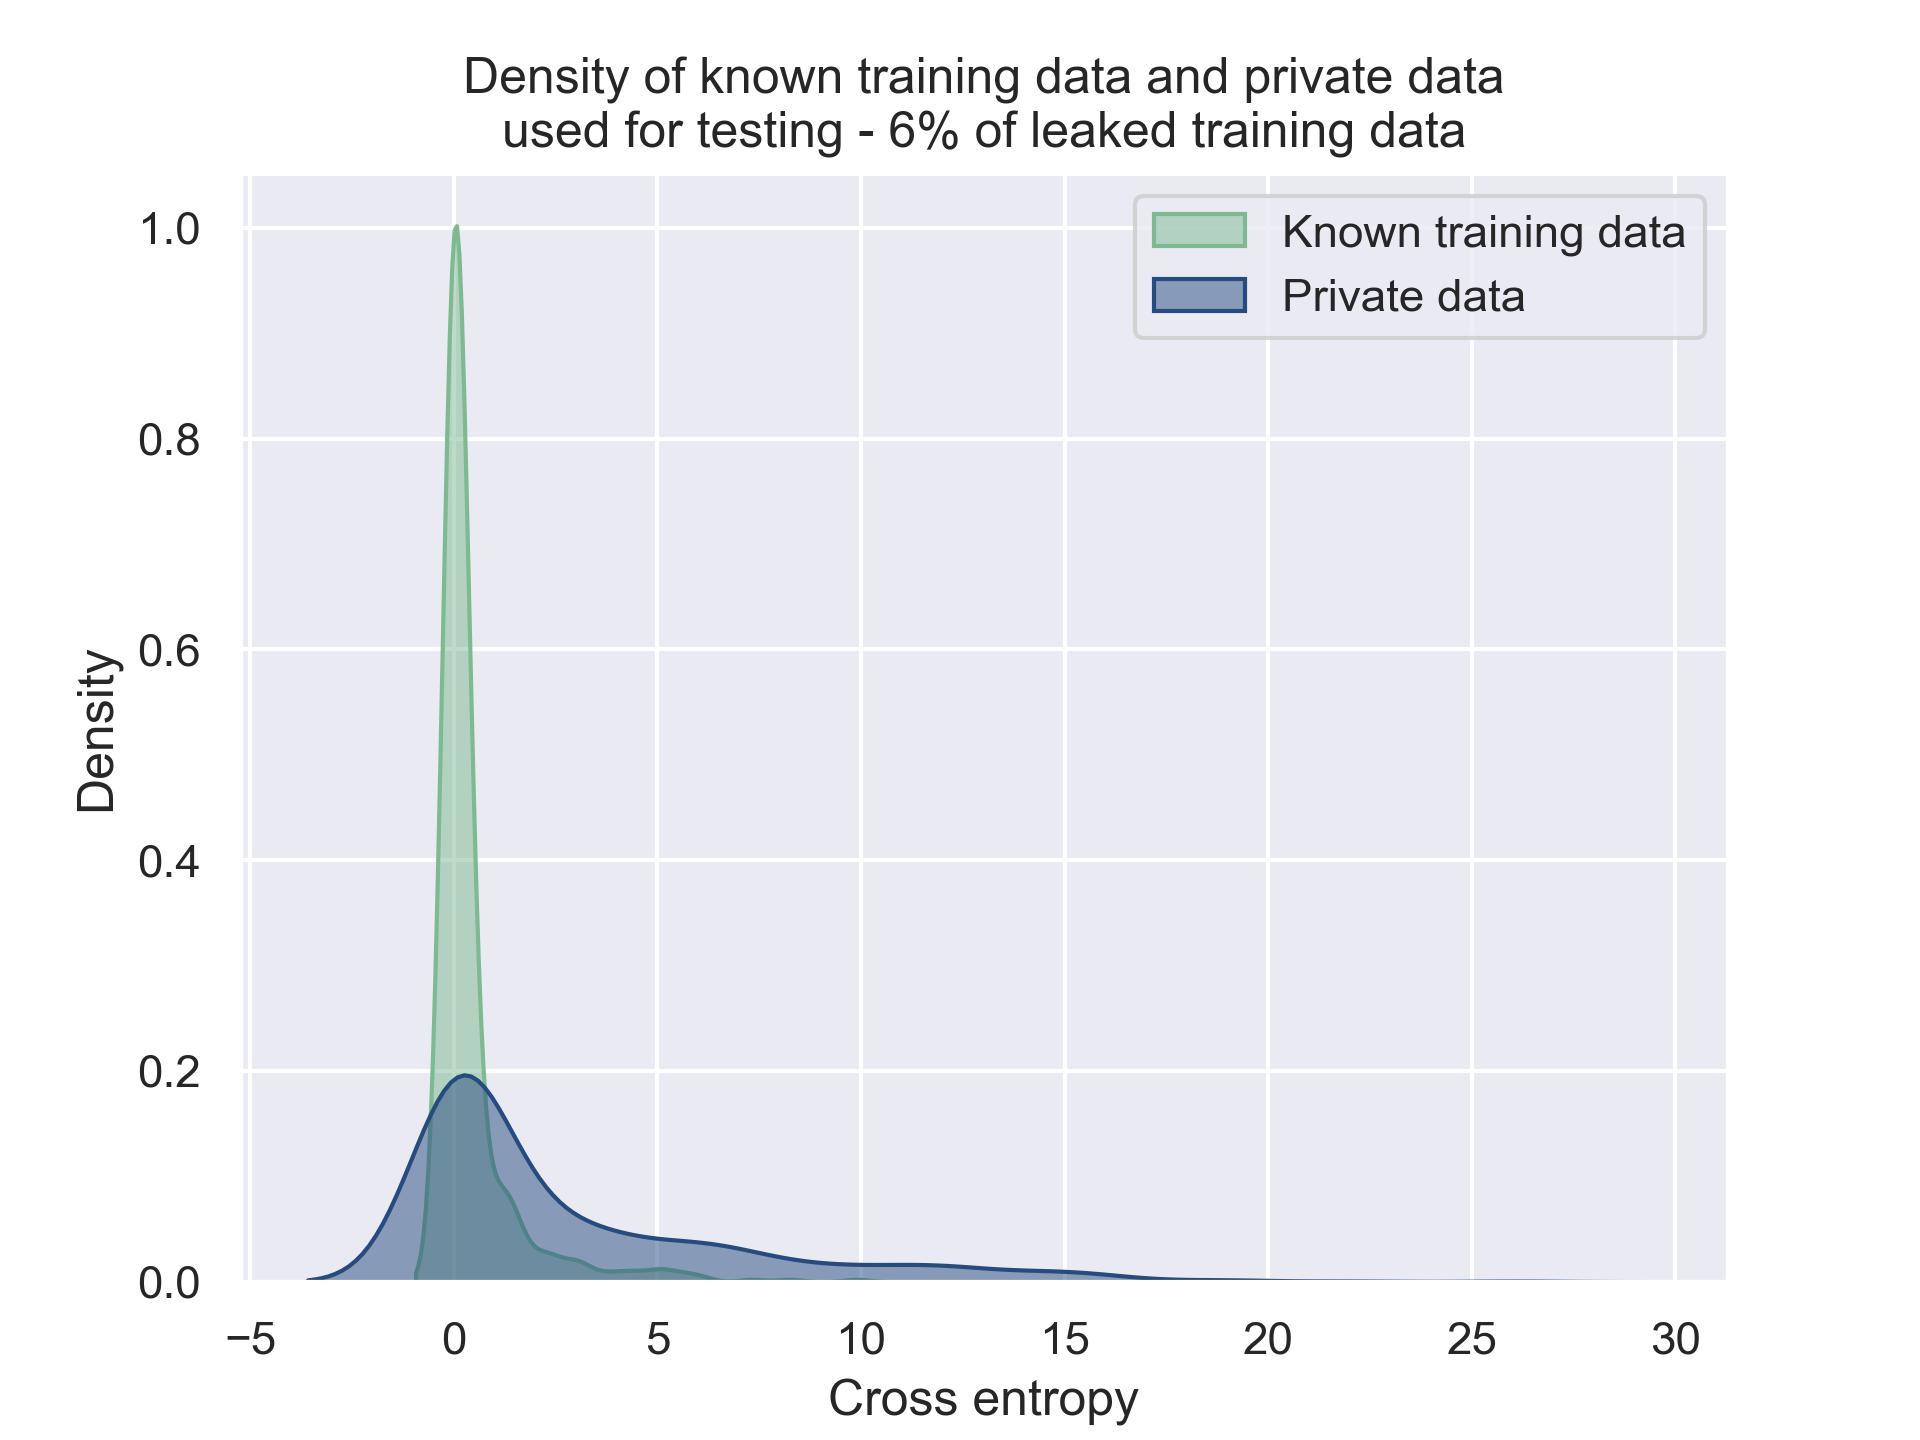 Density of known training data and private data
used for testing - 6% of leaked training data
Known training data
Private data
1.0
0.8
0.6
0.4
0.2
0.0
Density
−5 0 5 10 15 20 25 30
Cross entropy